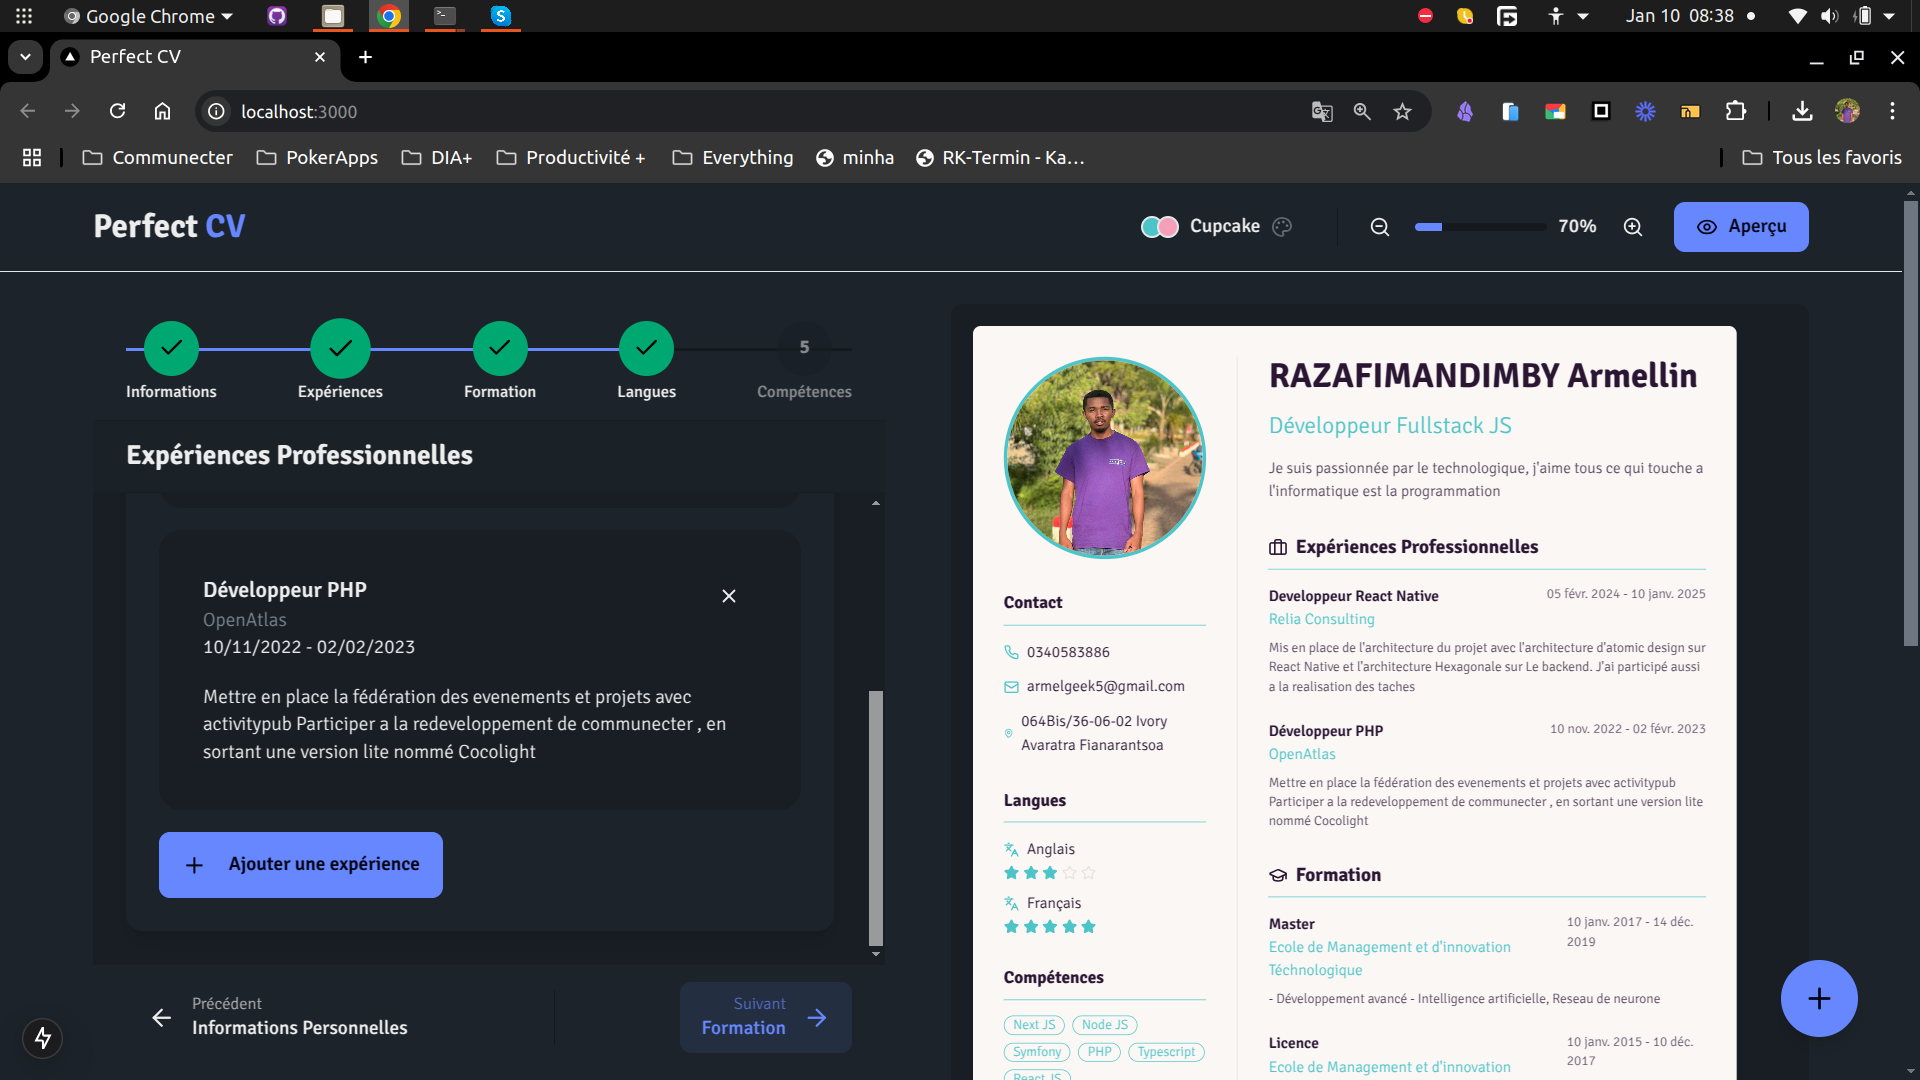 Google Chrome
Jan 10 08:38
Perfect CV
localhost:3000
Communecter
PokerApps
DIA+
Productivité +
Everything
minha
RK-Termin - Ka...
Tous les favoris
Perfect CV
Cupcake
70%
Aperçu
5
Informations
Expériences
Formation
Langues
Compétences
Expériences Professionnelles
Développeur PHP
OpenAtlas
10/11/2022 - 02/02/2023
Mettre en place la fédération des evenements et projets avec
activitypub Participer a la redeveloppement de communecter , en
sortant une version lite nommé Cocolight
Ajouter une expérience
Précédent
Informations Personnelles
Suivant
Formation
Contact
0340583886
armelgeek5@gmail.com
064Bis/36-06-02 Ivory
Avaratra Fianarantsoa
Langues
Anglais
Français
Compétences
Next JS
Node JS
Symfony
PHP
Typescript
React JS
RAZAFIMANDIMBY Armellin
Développeur Fullstack JS
Je suis passionnée par le technologique, j'aime tous ce qui touche a
l'informatique est la programmation
Expériences Professionnelles
Developpeur React Native
05 févr. 2024 - 10 janv. 2025
Relia Consulting
Mis en place de l'architecture du projet avec l'architecture d'atomic design sur
React Native et l'architecture Hexagonale sur Le backend. J'ai participé aussi
a la realisation des taches
Développeur PHP
10 nov. 2022 - 02 févr. 2023
OpenAtlas
Mettre en place la fédération des evenements et projets avec activitypub
Participer a la redeveloppement de communecter , en sortant une version lite
nommé Cocolight
Formation
Master
10 janv. 2017 - 14 déc.
2019
Ecole de Management et d'innovation
Téchnologique
- Développement avancé - Intelligence artificielle, Reseau de neurone
Licence
10 janv. 2015 - 10 déc.
2017
Ecole de Management et d'innovation